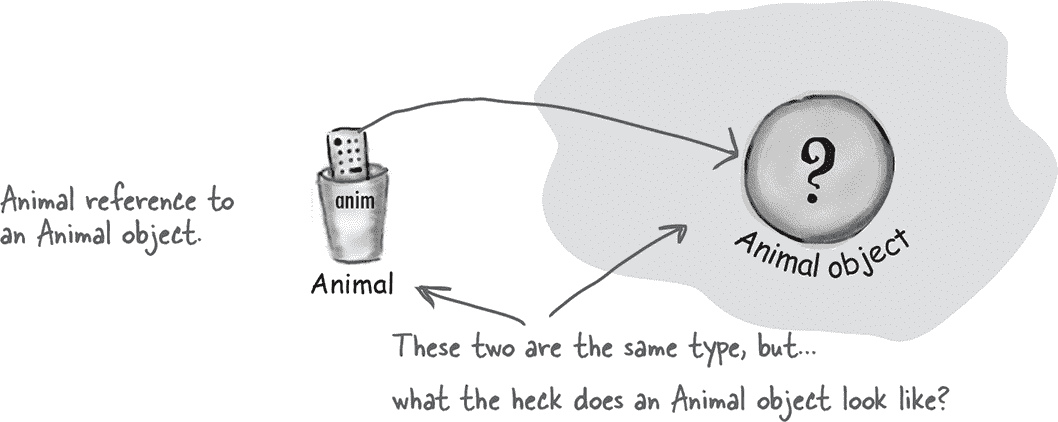 Animal reference to
an Animal object.
anim
Animal
?
Animal object
These two are the same type, but...
what the heck does an Animal object look like?